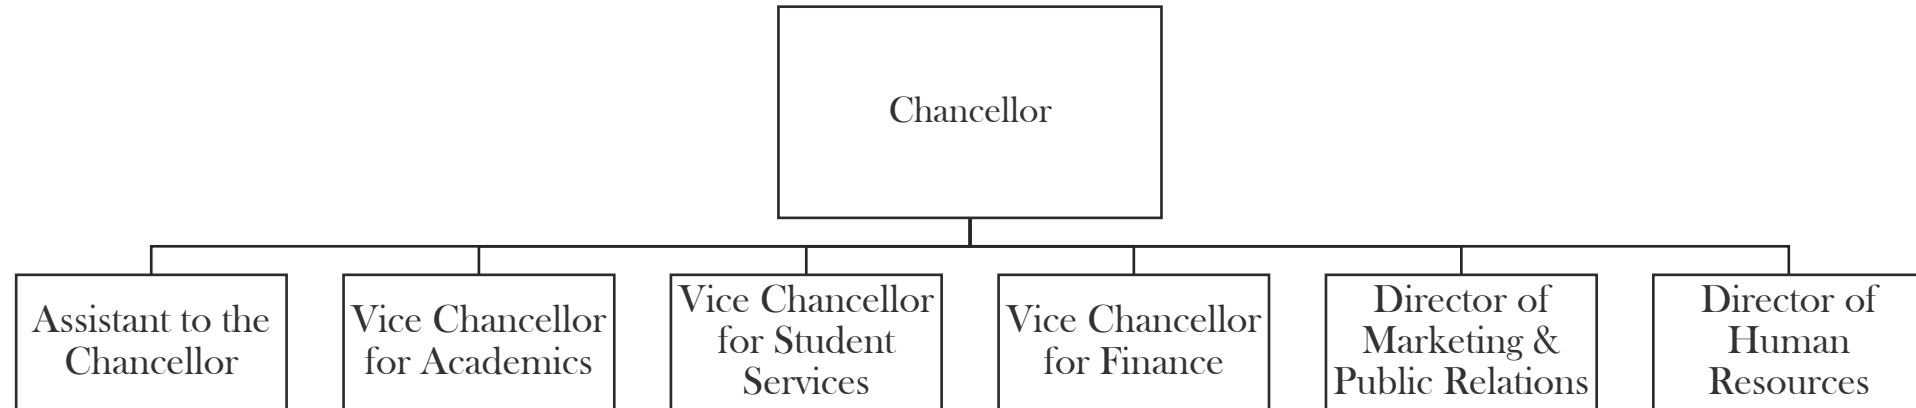 Chancellor
Assistant to the
Chancellor
Vice Chancellor
for Academics
Vice Chancellor
for Student
Services
Vice Chancellor
for Finance
Director of
Marketing &
Public Relations
Director of
Human
Resources